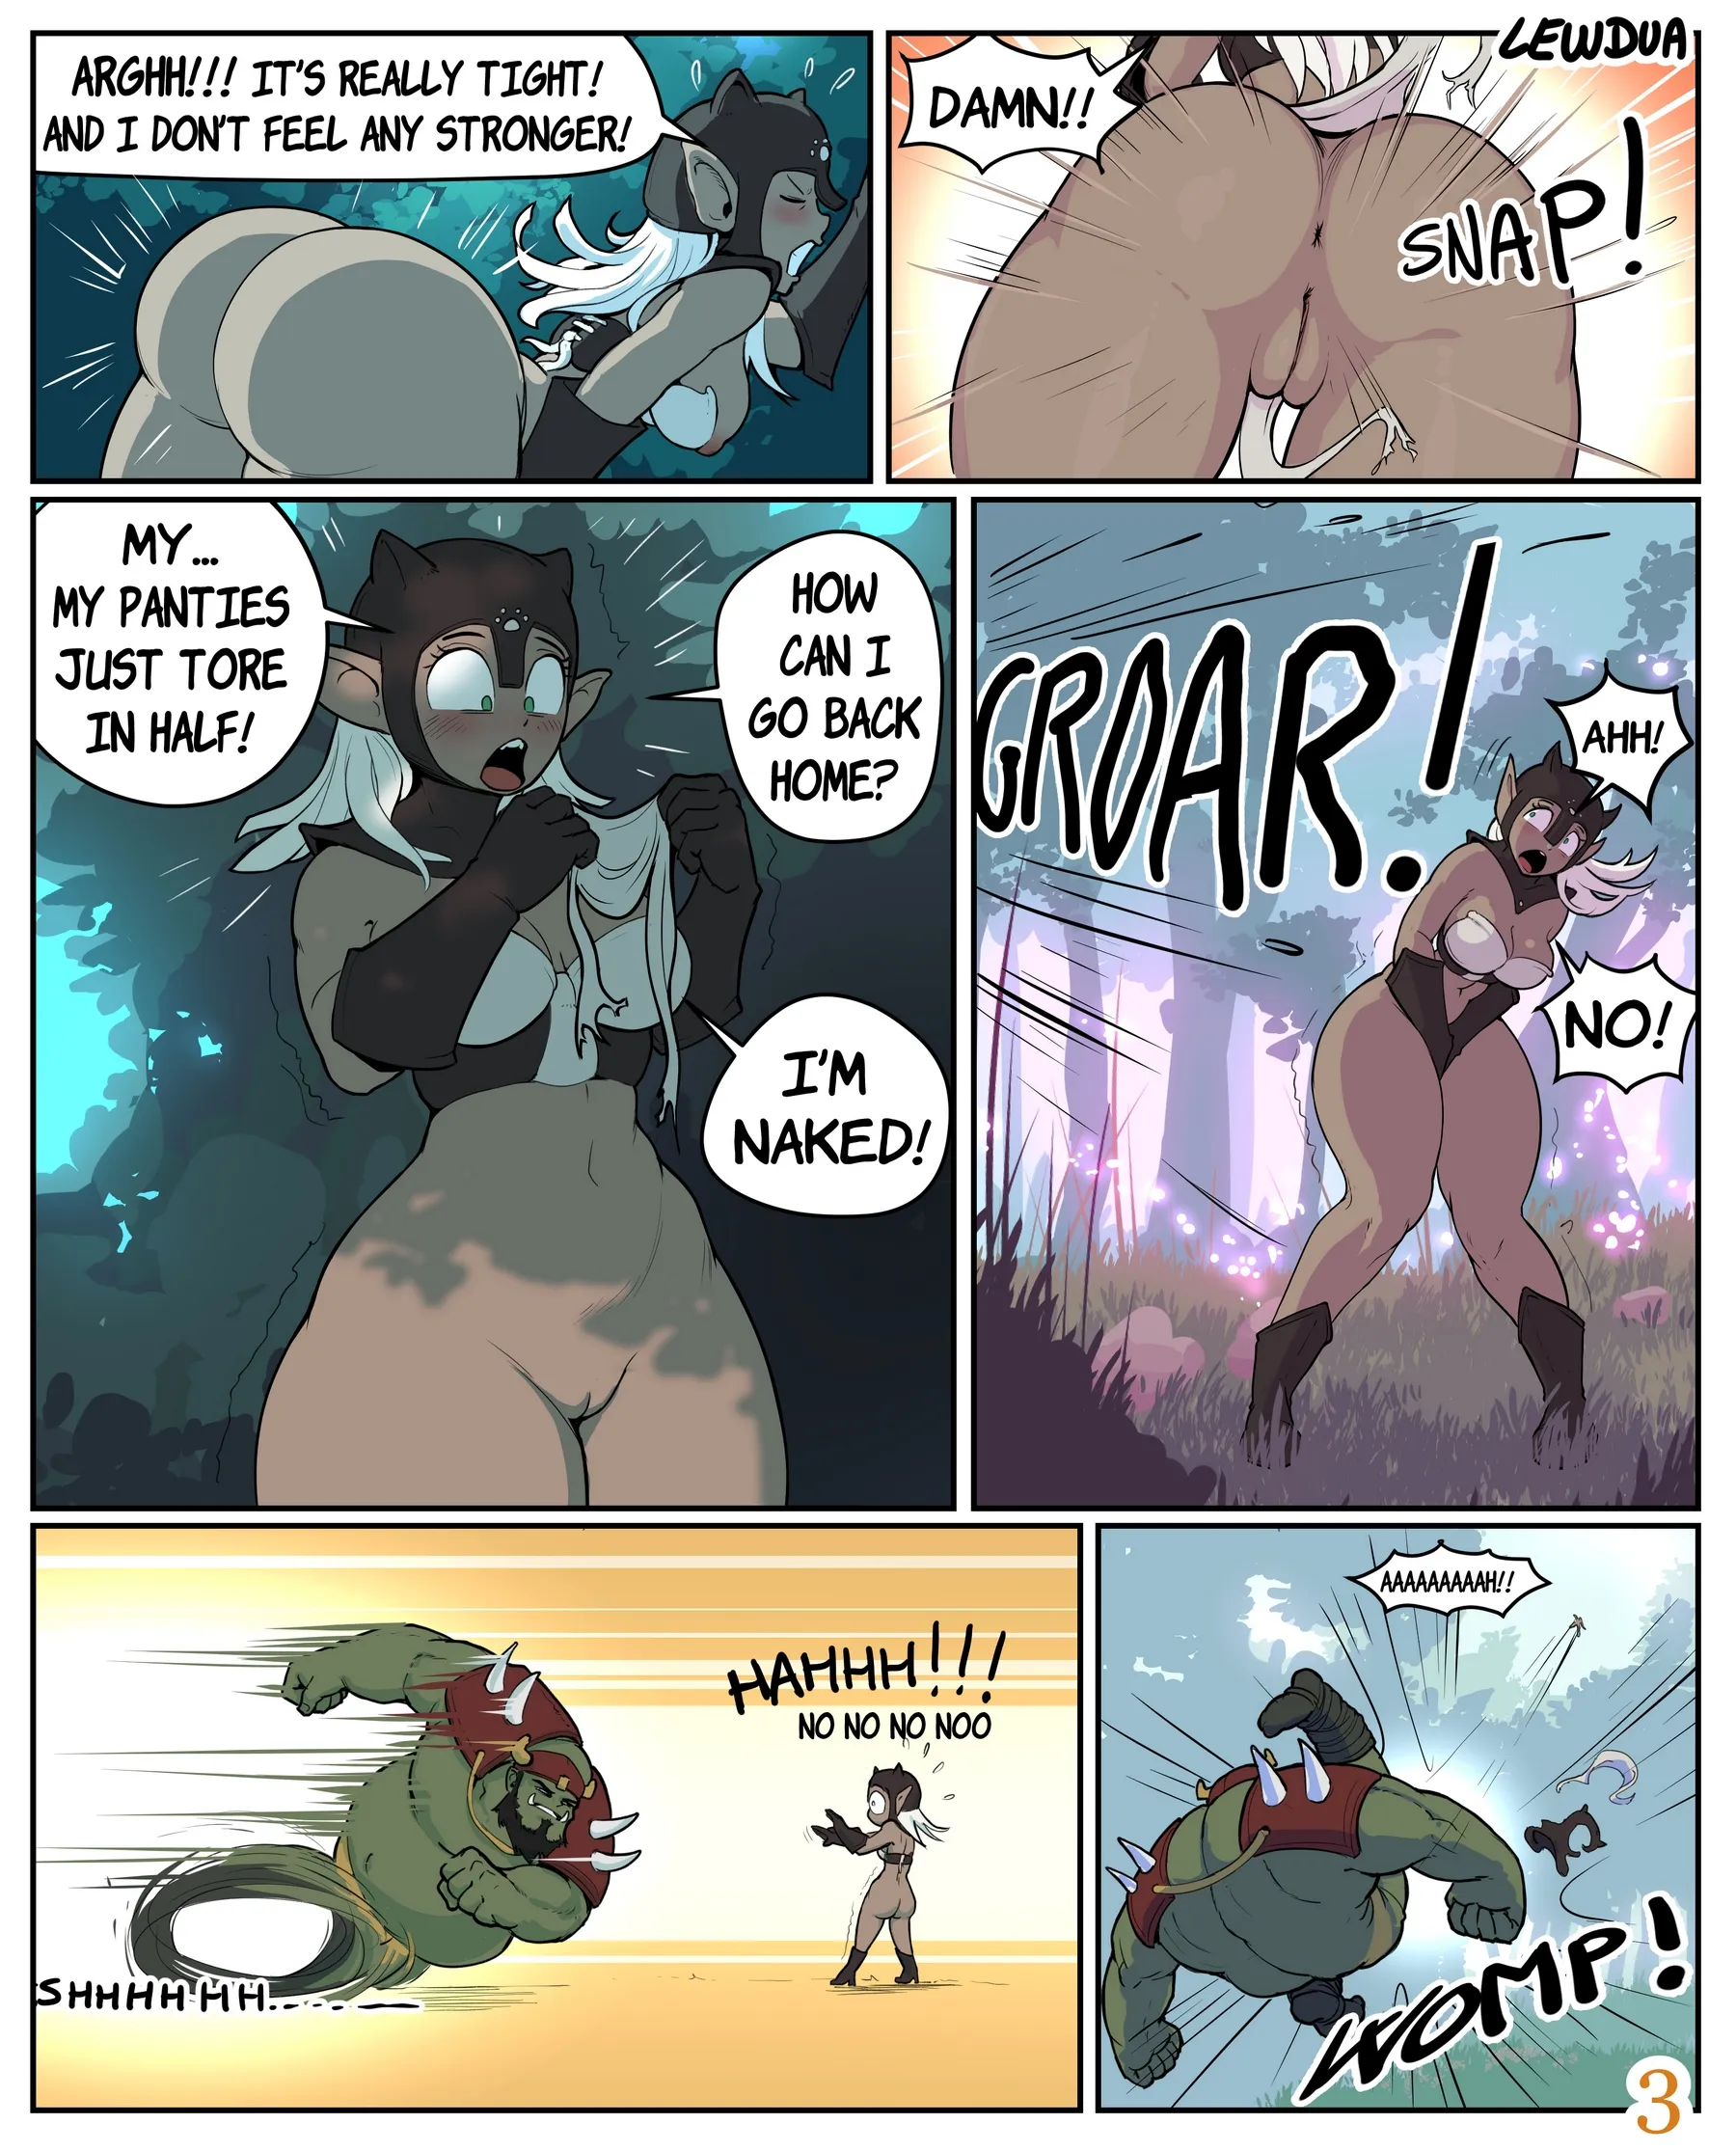 LEWDUA
ARGHH!!! IT'S REALLY TIGHT!
AND I DON'T FEEL ANY STRONGER!
DAMN!!
SNAP!
MY...
MY PANTIES
JUST TORE
IN HALF!
HOW
CAN I
GO BACK
HOME?
I'M
NAKED!
GROAR!
AHH!
NO!
HAHHH!!!
NO NO NO NOO
SHHHHHH.......
AAAAAAAAAH!!
WOMP!
3